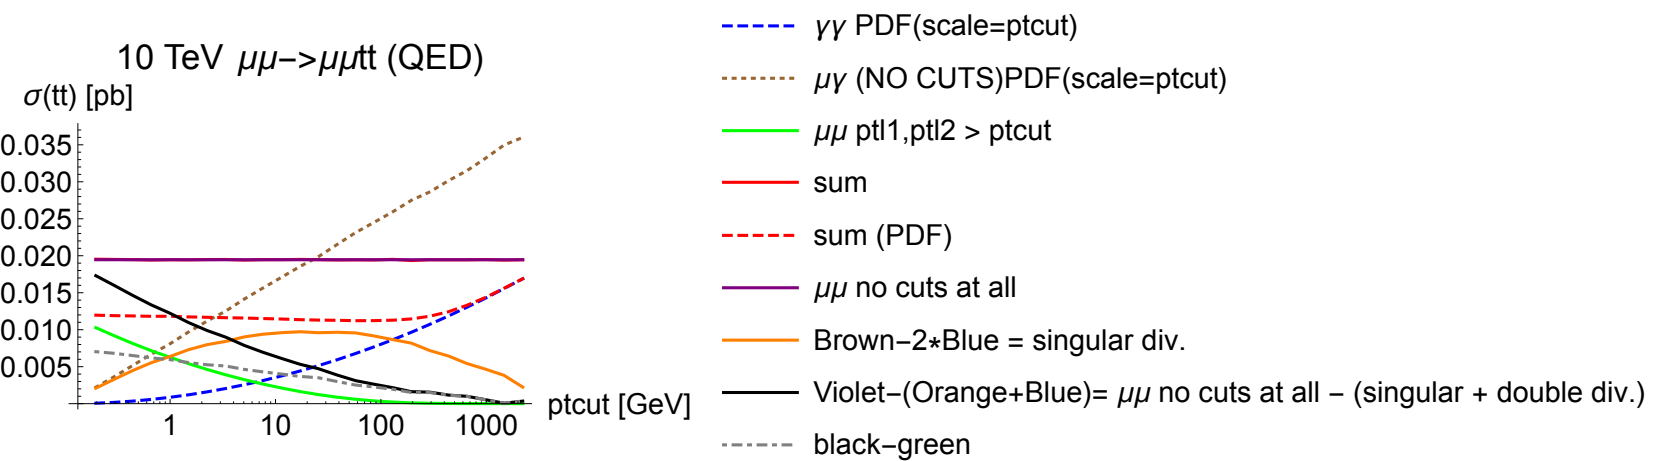 10 TeV μμ−>μμtt (QED)
σ(tt) [pb]
0.035
0.030
0.025
0.020
0.015
0.010
0.005
1
10
100
1000
ptcut [GeV]
γγ PDF(scale=ptcut)
μγ (NO CUTS)PDF(scale=ptcut)
μμ ptl1,ptl2 > ptcut
sum
sum (PDF)
μμ no cuts at all
Brown−2*Blue = singular div.
Violet−(Orange+Blue)= μμ no cuts at all − (singular + double div.)
black−green